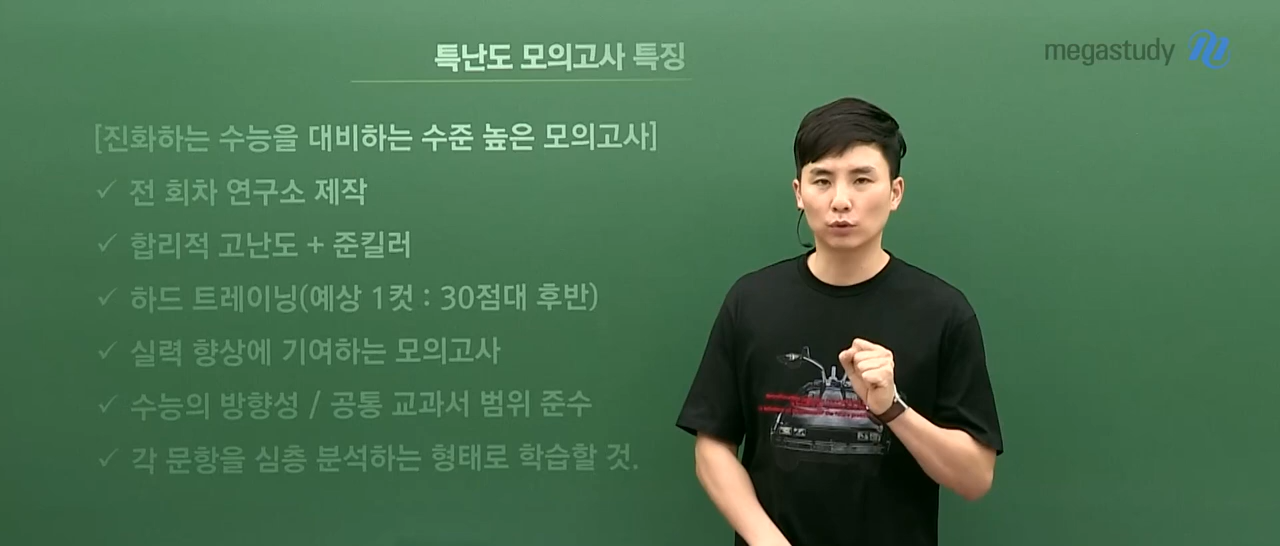 특난도 모의고사 특징
megastudy
[진화하는 수능을 대비하는 수준 높은 모의고사]
✓ 전 회차 연구소 제작
✓ 합리적 고난도 + 준킬러
✓ 하드 트레이닝(예상 1컷 : 30점대 후반)
✓ 실력 향상에 기여하는 모의고사
✓ 수능의 방향성 / 공통 교과서 범위 준수
✓ 각 문항을 심층 분석하는 형태로 학습할 것.